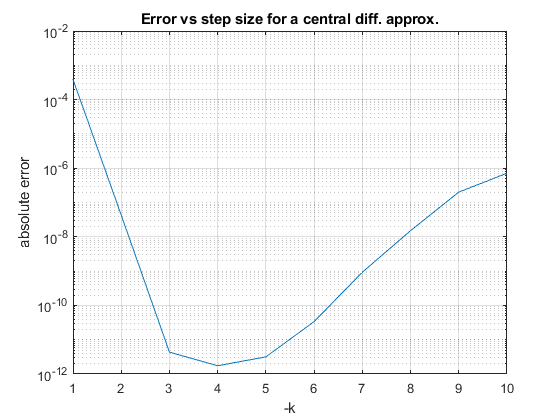 Error vs step size for a central diff. approx.
absolute error
10-2
10-4
10-6
10-8
10-10
10-12
1 2 3 4 5 6 7 8 9 10
-k